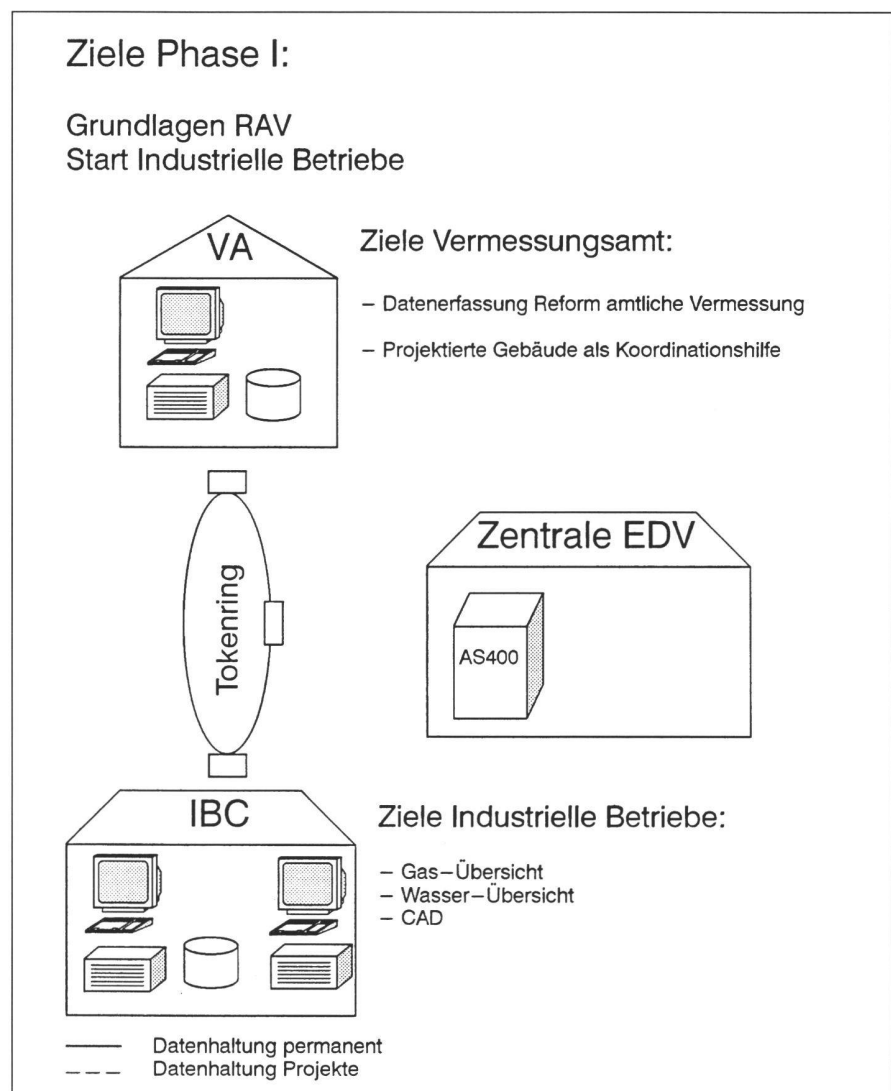 Ziele Phase I:
Grundlagen RAV
Start Industrielle Betriebe
VA
Ziele Vermessungsamt:
– Datenerfassung Reform amtliche Vermessung
– Projektierte Gebäude als Koordinationshilfe
Tokenring
Zentrale EDV
AS400
IBC
Ziele Industrielle Betriebe:
– Gas–Übersicht
– Wasser–Übersicht
– CAD
Datenhaltung permanent
Datenhaltung Projekte